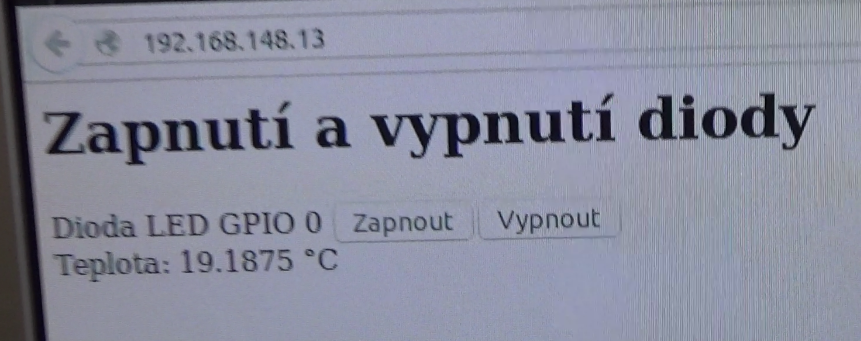 192.168.148.13
Zapnutí a vypnutí diody
Dioda LED GPIO 0 Zapnout Vypnout
Teplota: 19.1875 °C